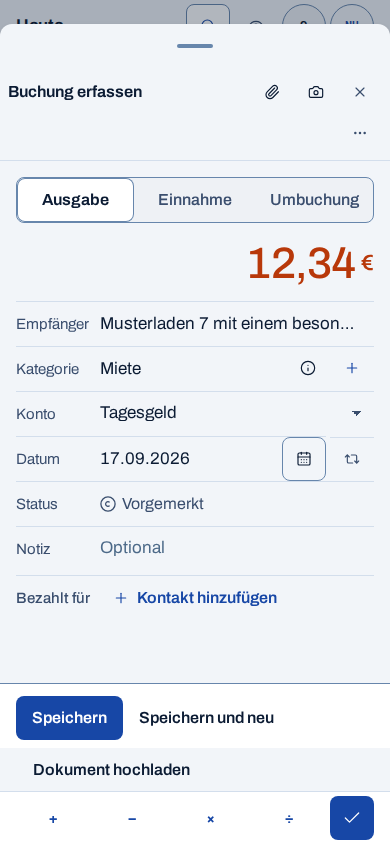 Buchung erfassen
...
Ausgabe Einnahme Umbuchung
12,34 €
Empfänger Musterladen 7 mit einem beson...
Kategorie Miete
Konto Tagesgeld
Datum 17.09.2026
Status Vorgemerkt
Notiz Optional
Bezahlt für + Kontakt hinzufügen
Speichern Speichern und neu
Dokument hochladen
+ − × ÷